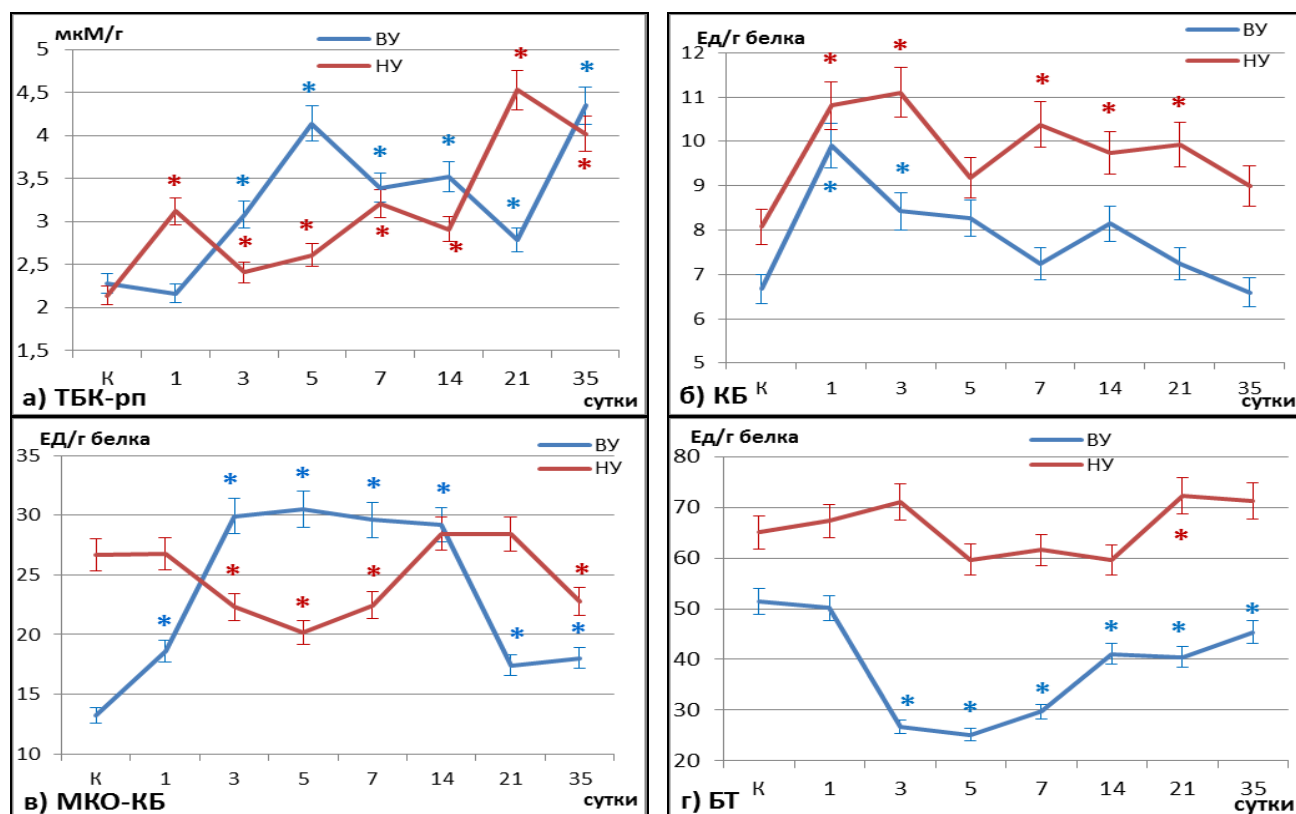 мкМ/г
ВУ
НУ
5
4,5
4
3,5
3
2,5
2
1,5
К 1 3 5 7 14 21 35
а) ТБК-рп
сутки
Ед/г белка
ВУ
НУ
12
11
10
9
8
7
6
5
К 1 3 5 7 14 21 35
б) КБ
сутки
ЕД/г белка
ВУ
НУ
35
30
25
20
15
10
К 1 3 5 7 14 21 35
в) МКО-КБ
сутки
Ед/г белка
ВУ
НУ
80
70
60
50
40
30
20
К 1 3 5 7 14 21 35
г) БТ
сутки